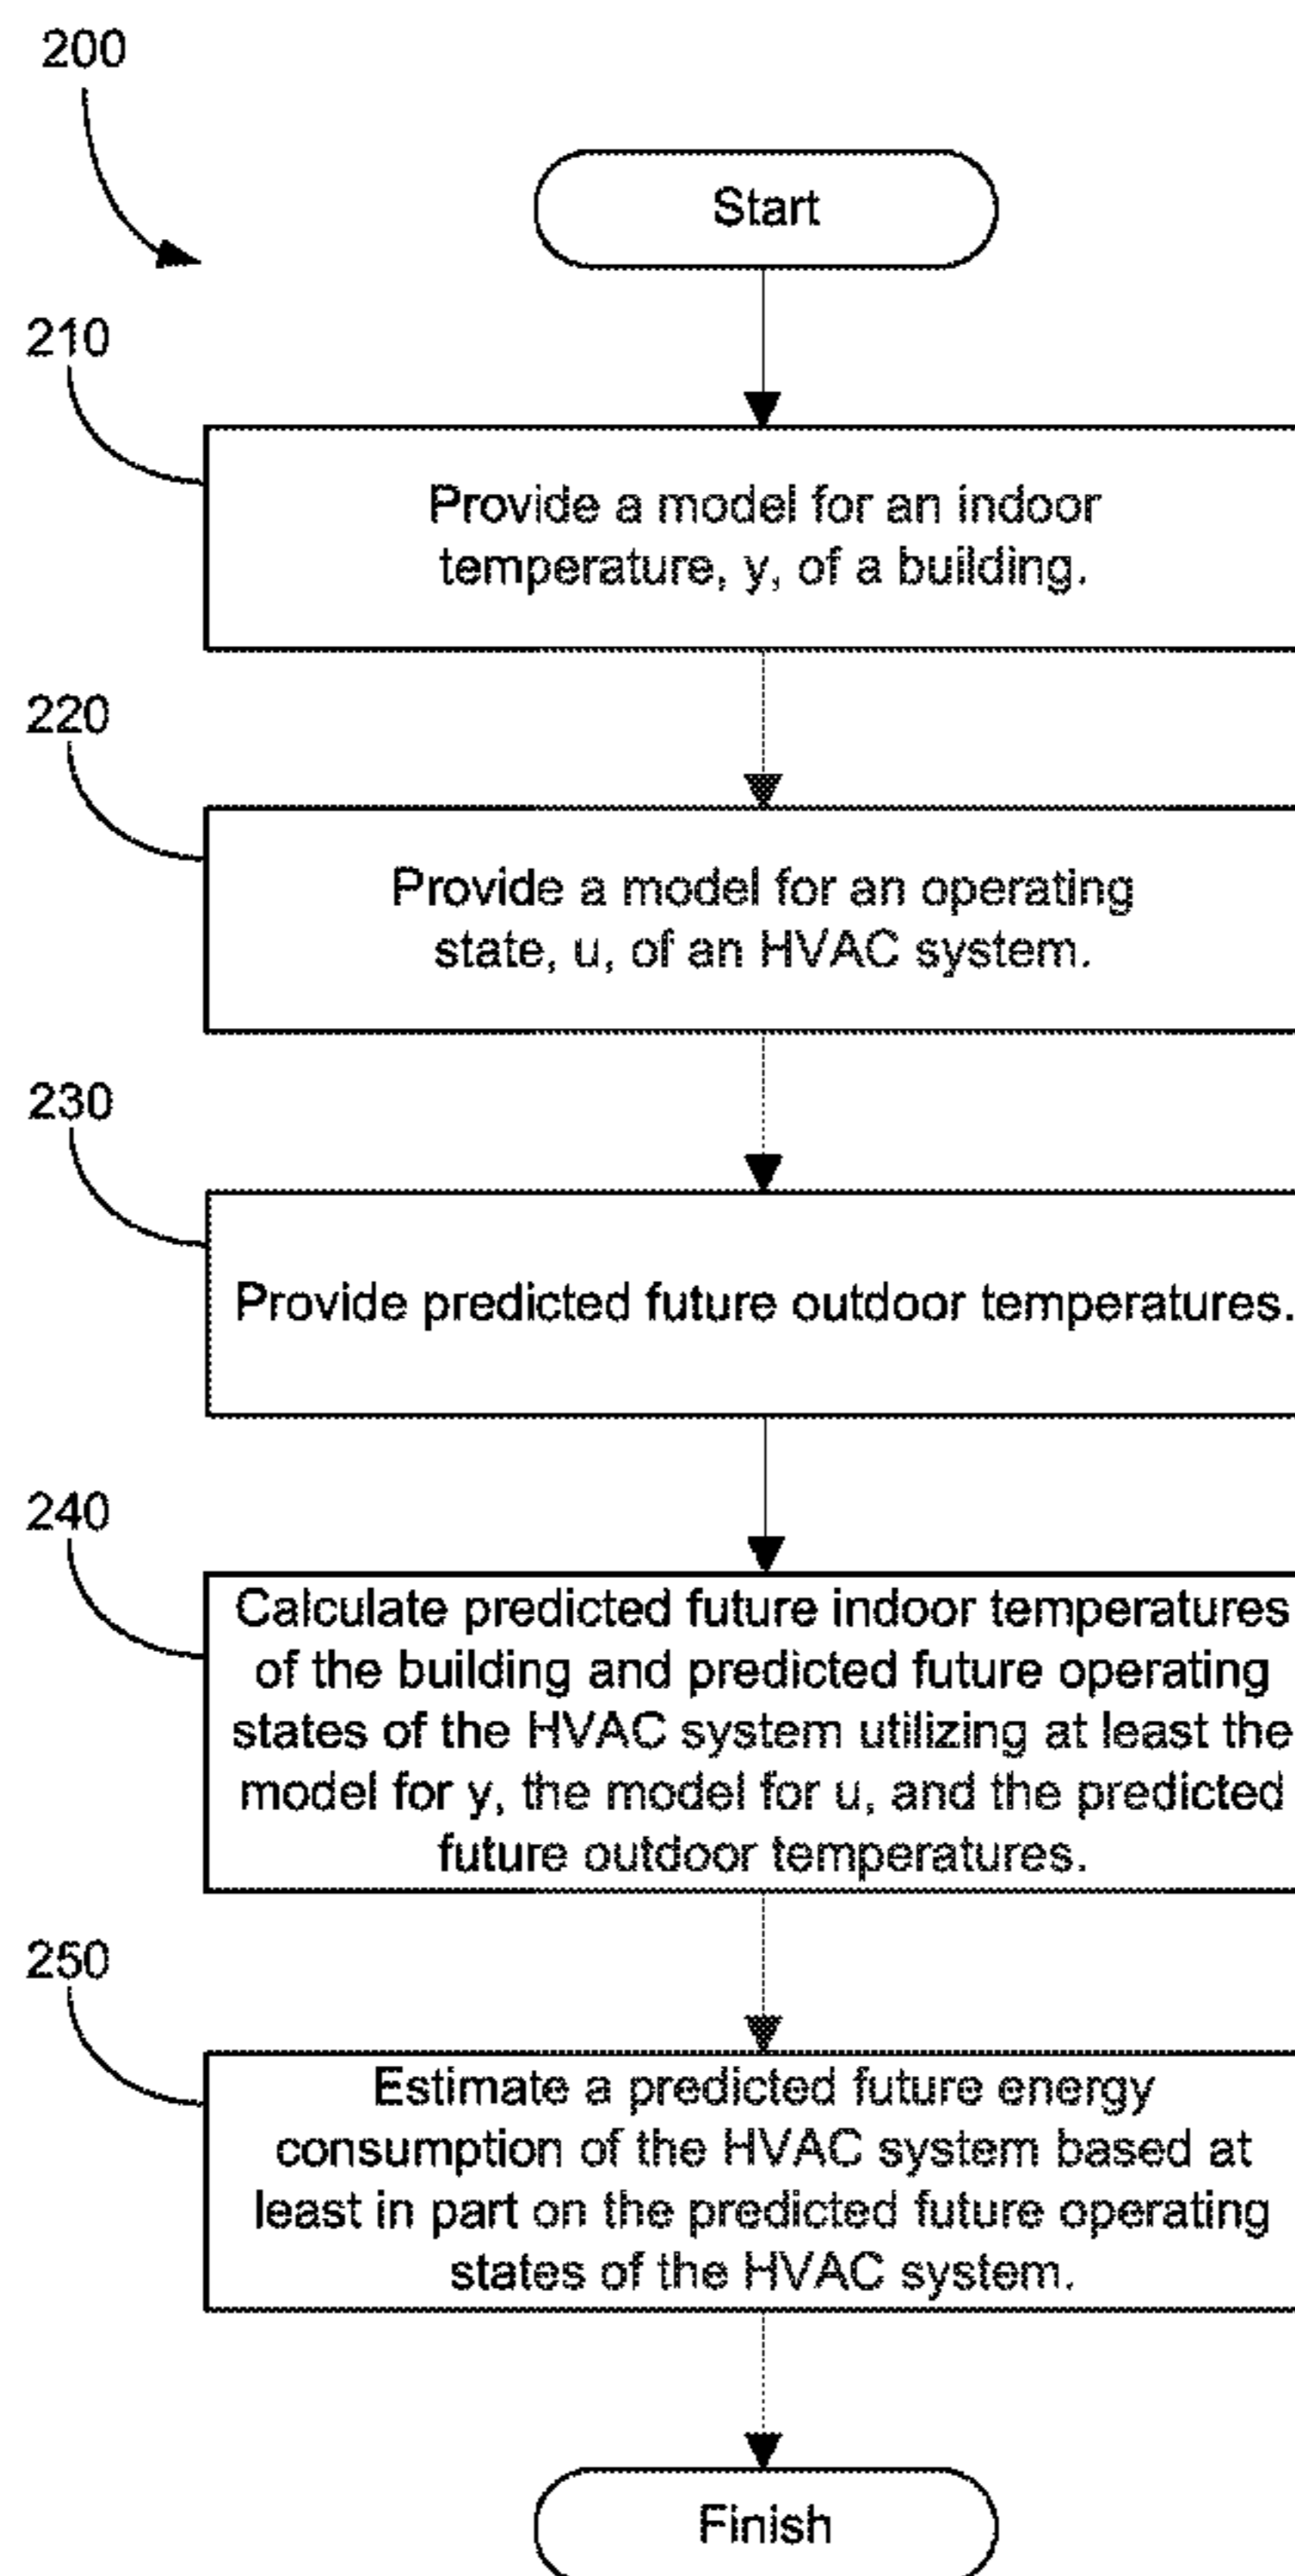 200
Start
210
Provide a model for an indoor
temperature, y, of a building.
220
Provide a model for an operating
state, u, of an HVAC system.
230
Provide predicted future outdoor temperatures.
240
Calculate predicted future indoor temperatures
of the building and predicted future operating
states of the HVAC system utilizing at least the
model for y, the model for u, and the predicted
future outdoor temperatures.
250
Estimate a predicted future energy
consumption of the HVAC system based at
least in part on the predicted future operating
states of the HVAC system.
Finish